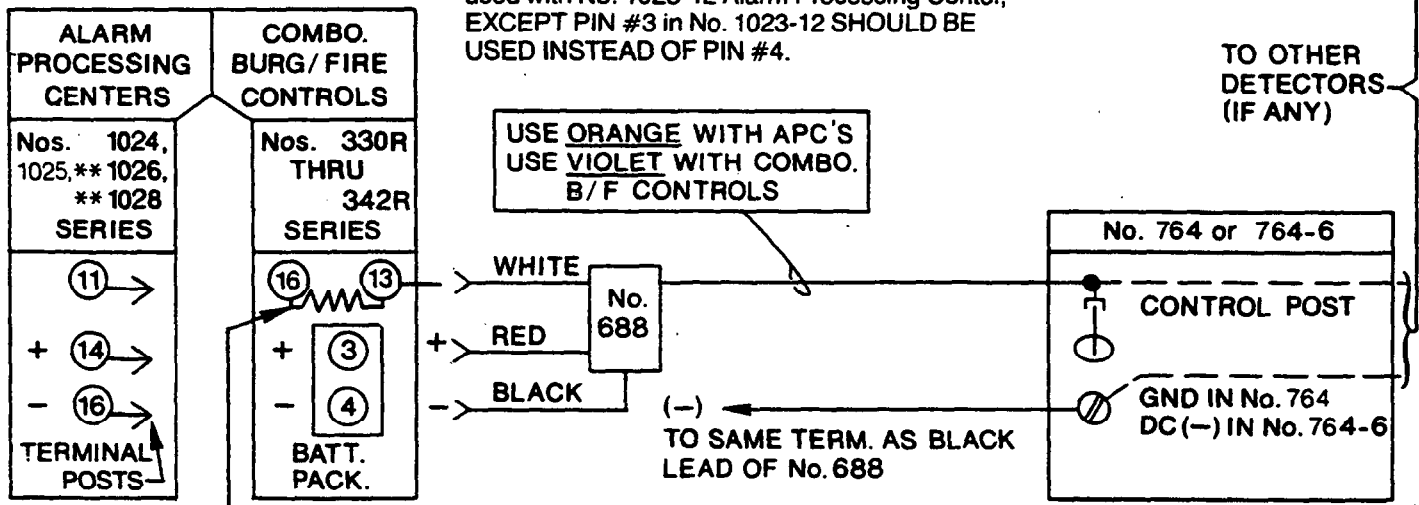 used with No. 1023-12 Alarm Processing Center,
EXCEPT PIN #3 in No. 1023-12 SHOULD BE
USED INSTEAD OF PIN #4.
ALARM
PROCESSING
CENTERS
COMBO.
BURG/FIRE
CONTROLS
Nos. 1024,
1025,** 1026,
** 1028
SERIES
Nos. 330R
THRU
342R
SERIES
11
+ 14
- 16
TERMINAL
POSTS
16 13
+ 3
- 4
BATT.
PACK.
USE ORANGE WITH APC'S
USE VIOLET WITH COMBO.
B/F CONTROLS
WHITE
+ RED
- BLACK
No.
688
(-)
TO SAME TERM. AS BLACK
LEAD OF No. 688
TO OTHER
DETECTORS
(IF ANY)
No. 764 or 764-6
CONTROL POST
GND IN No. 764
DC (-) IN No. 764-6